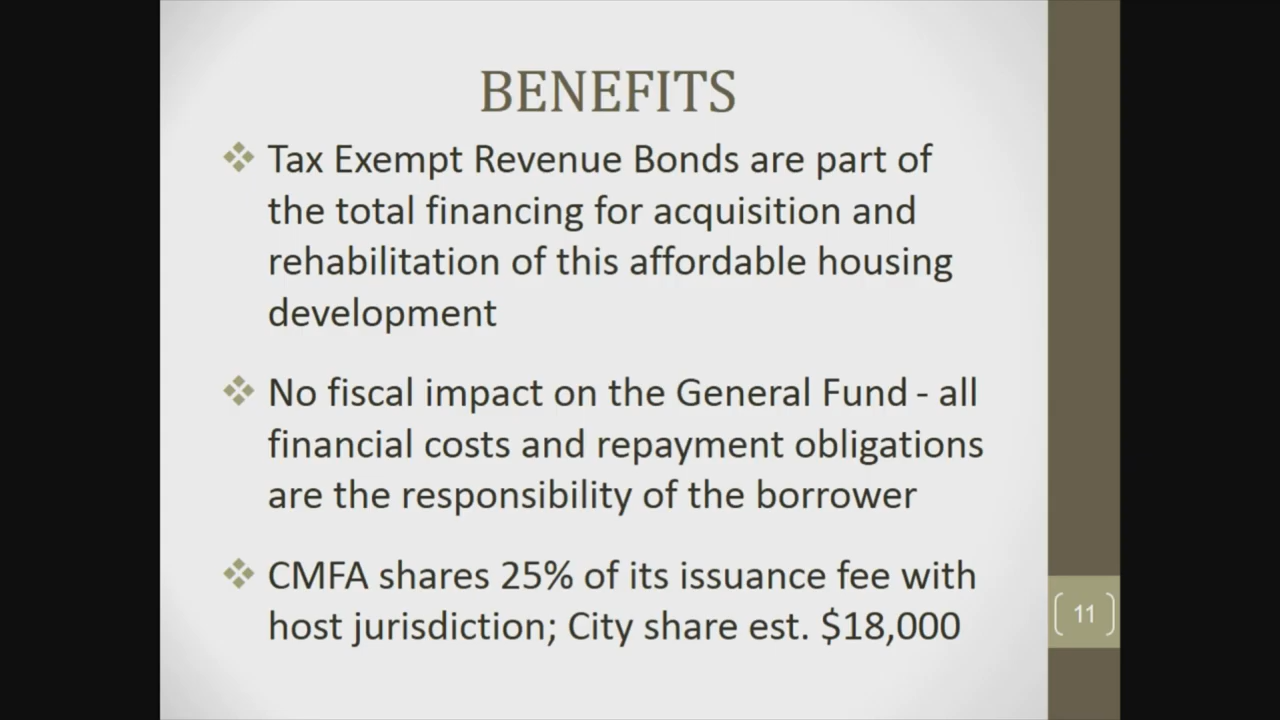 BENEFITS
Tax Exempt Revenue Bonds are part of
the total financing for acquisition and
rehabilitation of this affordable housing
development
No fiscal impact on the General Fund - all
financial costs and repayment obligations
are the responsibility of the borrower
CMFA shares 25% of its issuance fee with
host jurisdiction; City share est. $18,000
11